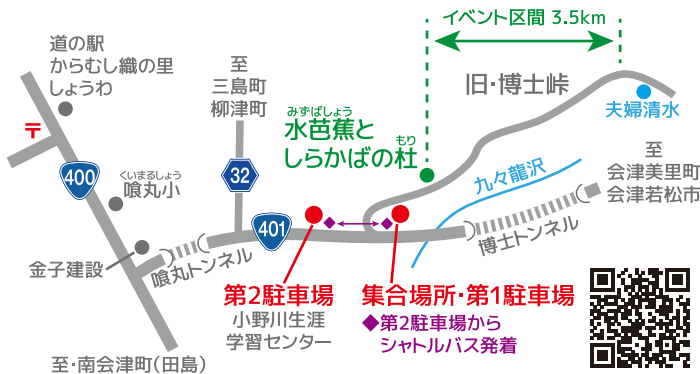 イベント区間 3.5km
道の駅
からむし織の里
しょうわ
至
三島町
柳津町
みずばしょう
水芭蕉と
もり
しらかばの杜
旧・博士峠
夫婦清水
〒
400
くいまるしょう
喰丸小
32
401
九々龍沢
至
会津美里町
会津若松市
金子建設
喰丸トンネル
博士トンネル
第2駐車場
小野川生涯
学習センター
集合場所・第1駐車場
◆第2駐車場から
シャトルバス発着
至・南会津町(田島)